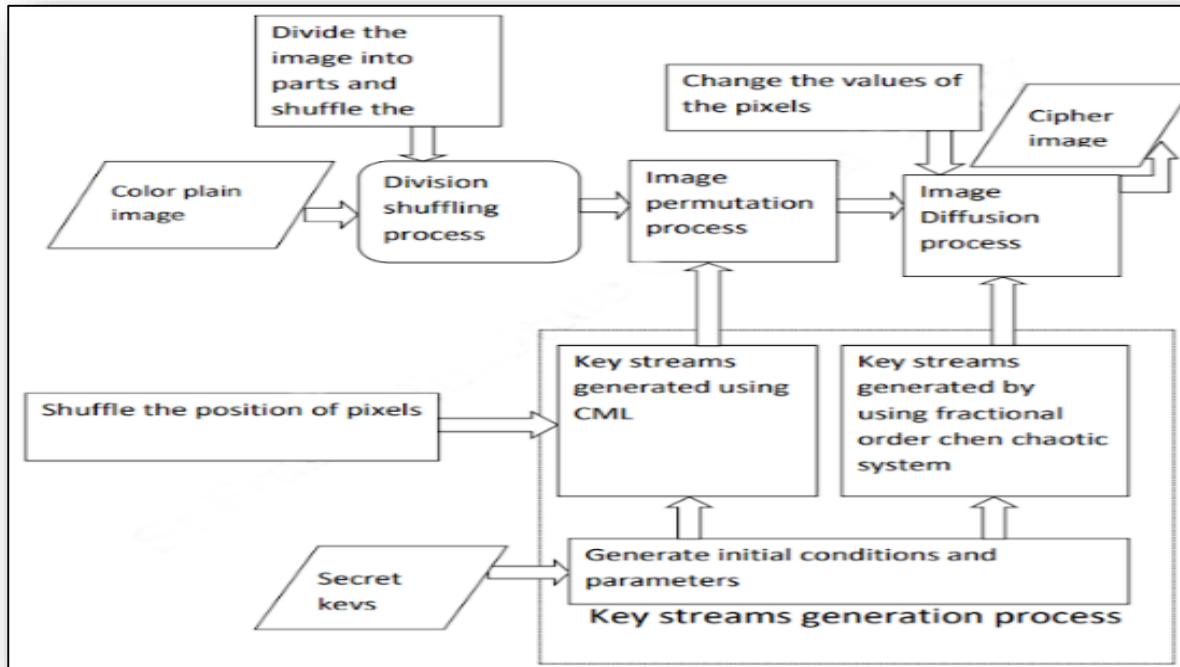 Divide the
image into
parts and
shuffle the
Change the values of
the pixels
Cipher
image
Color plain
image
Division
shuffling
process
Image
permutation
process
Image
Diffusion
process
Key streams
generated using
CML
Key streams
generated by
using fractional
order chen chaotic
system
Shuffle the position of pixels
Generate initial conditions and
parameters
Secret
keys
Key streams generation process